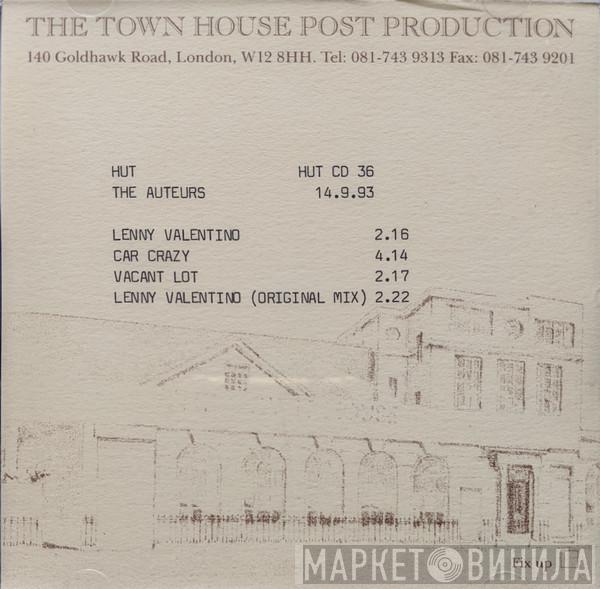 THE TOWN HOUSE POST PRODUCTION
140 Goldhawk Road, London, W12 8HH. Tel: 081-743 9313 Fax: 081-743 9201
HUT HUT CD 36
THE AUTEURS 14.9.93
LENNY VALENTINO 2.16
CAR CRAZY 4.14
VACANT LOT 2.17
LENNY VALENTINO (ORIGINAL MIX) 2.22
Fix up
МАРКЕТ ВИНИЛА